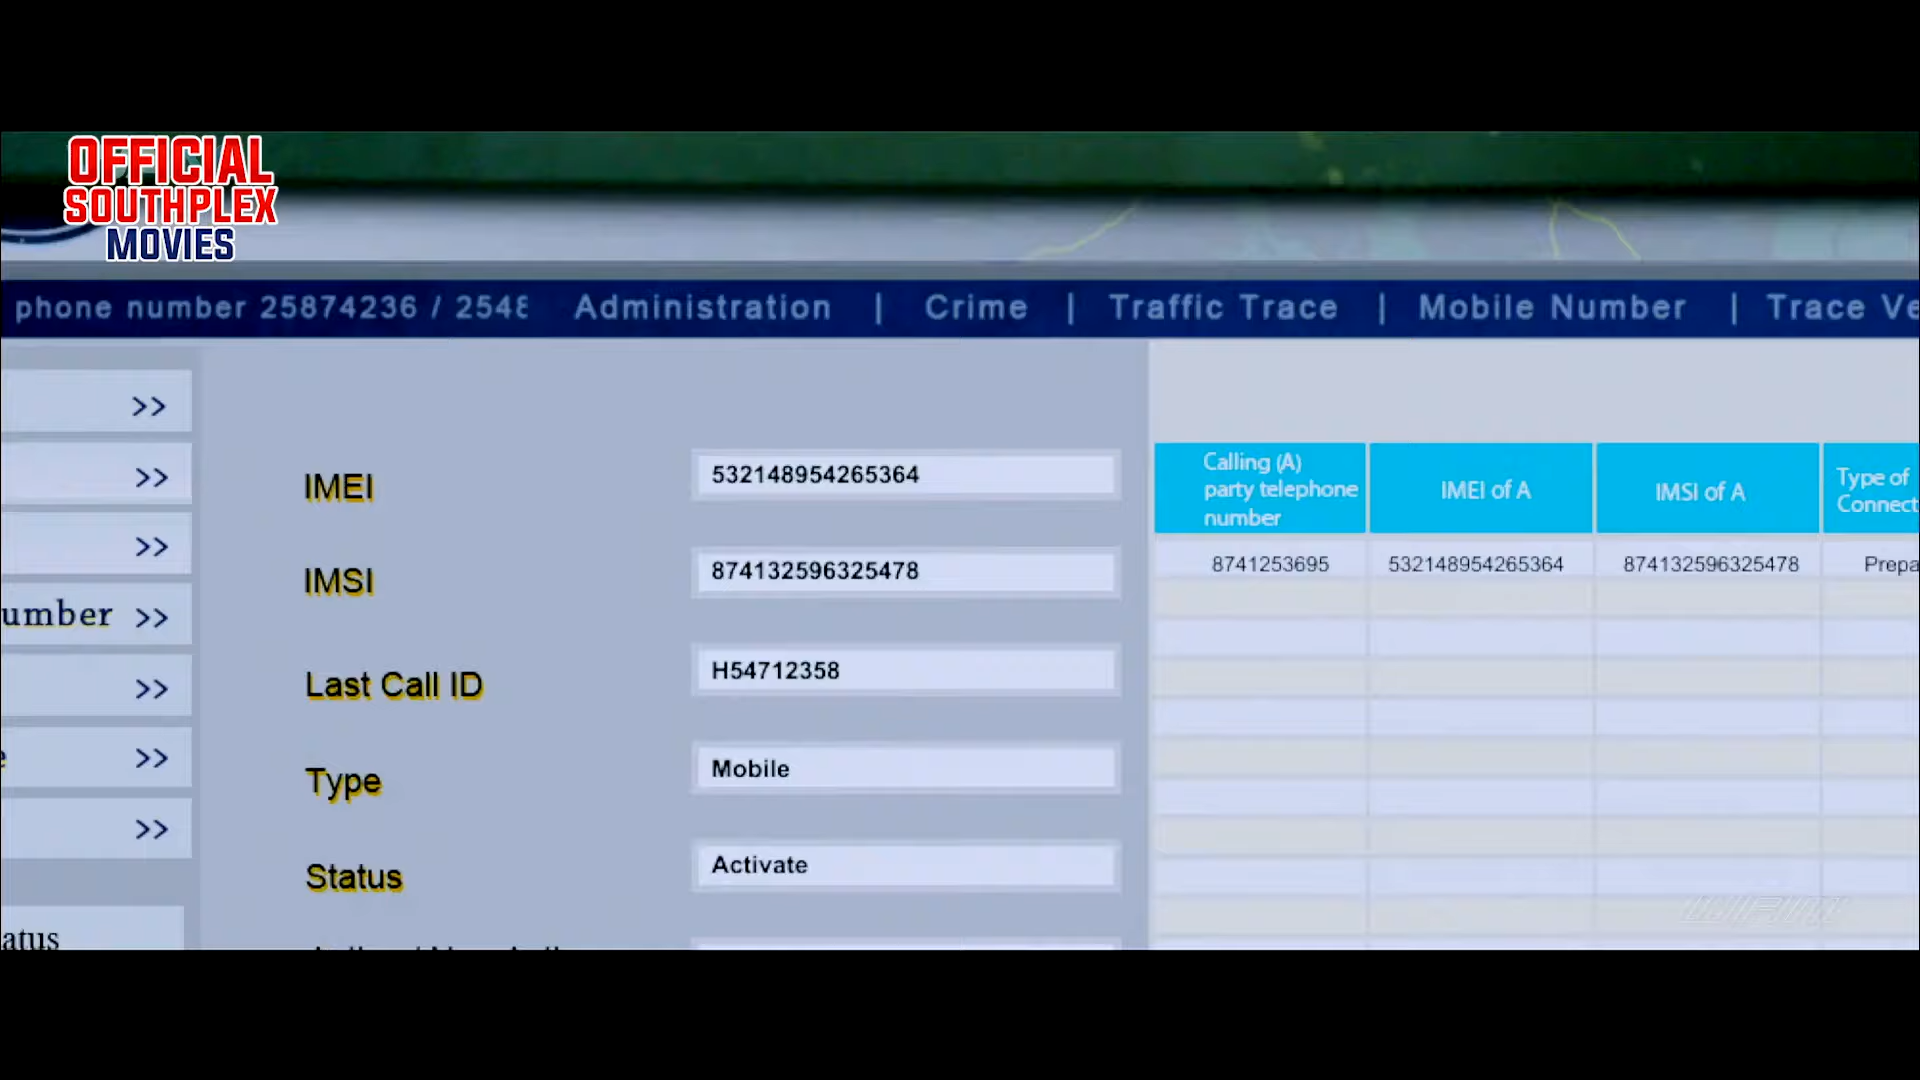 OFFICIAL
SOUTHPLEX
MOVIES
phone number 25874236 / 2548
Administration | Crime | Traffic Trace | Mobile Number | Trace Ve
>>
>>
>>
umber >>
>>
e >>
>>
atus
IMEI 532148954265364
IMSI 874132596325478
Last Call ID H54712358
Type Mobile
Status Activate
Calling (A)
party telephone
number
IMEI of A
IMSI of A
Type of
Connect
8741253695 532148954265364 874132596325478 Prepa